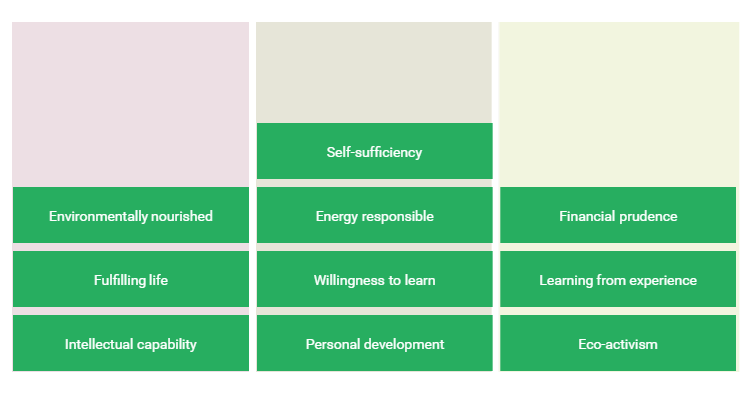 Self-sufficiency
Environmentally nourished
Energy responsible
Financial prudence
Fulfilling life
Willingness to learn
Learning from experience
Intellectual capability
Personal development
Eco-activism